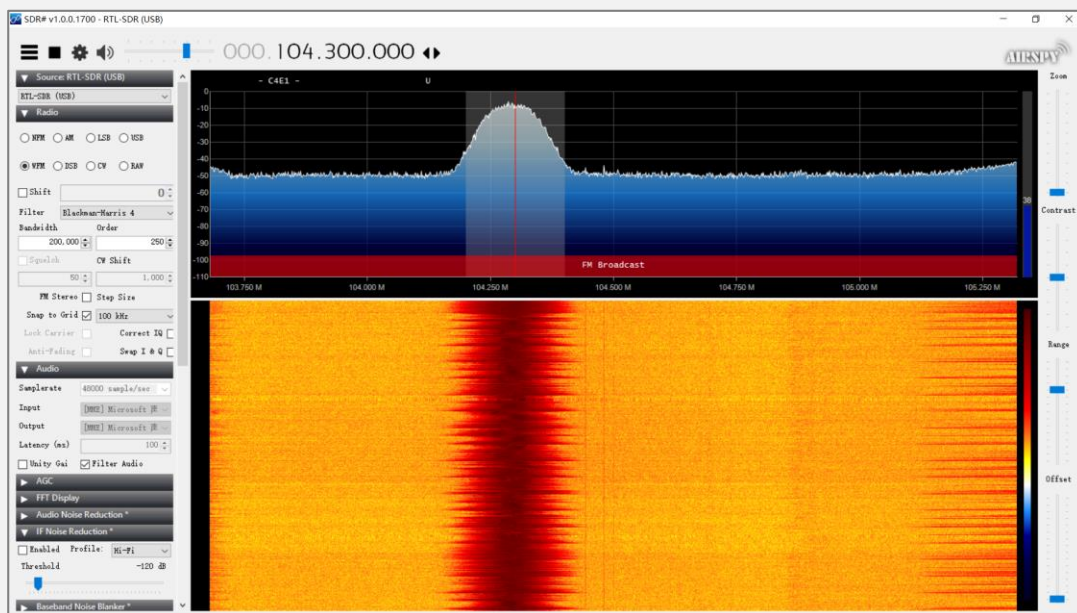 SDR# v1.0.0.1700 - RTL-SDR (USB)
000.104.300.000
AIRSPY
Source: RTL-SDR (USB)
RTL-SDR (USB)
Radio
NFM AM LSB USB
WFM DSB CW RAW
Shift 0
Filter Blackman-Harris 4
Bandwidth Order
200,000 250
Squelch CW Shift
50 1,000
FM Stereo Step Size
Snap to Grid 100 kHz
Lock Carrier Correct IQ
Anti-Fading Swap I & Q
Audio
Samplerate 48000 sample/sec
Input [MME] Microsoft
Output [MME] Microsoft
Latency (ms) 100
Unity Gai Filter Audio
AGC
FFT Display
Audio Noise Reduction *
IF Noise Reduction *
Enabled Profile: Hi-Fi
Threshold -120 dB
Baseband Noise Blanker *
- C4E1 - U
0
-10
-20
-30
-40
-50
-60
-70
-80
-90
-100
-110
FM Broadcast
38
103.750 M 104.000 M 104.250 M 104.500 M 104.750 M 105.000 M 105.250 M
Zoom
Contrast
Range
Offset